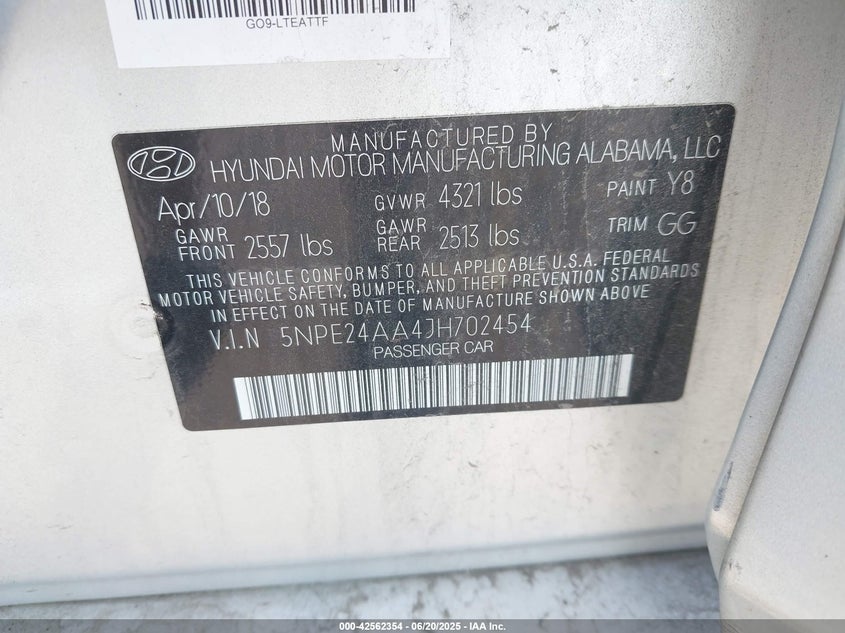 GO9-LTEATTF
MANUFACTURED BY
HYUNDAI MOTOR MANUFACTURING ALABAMA, LLC
Apr/10/18 GVWR 4321 lbs PAINT Y8
GAWR FRONT 2557 lbs GAWR REAR 2513 lbs TRIM GG
THIS VEHICLE CONFORMS TO ALL APPLICABLE U.S.A. FEDERAL
MOTOR VEHICLE SAFETY, BUMPER, AND THEFT PREVENTION STANDARDS
IN EFFECT ON THE DATE OF MANUFACTURE SHOWN ABOVE
V.I.N 5NPE24AA4JH702454
PASSENGER CAR
000-42562354 - 06/20/2025 - IAA Inc.